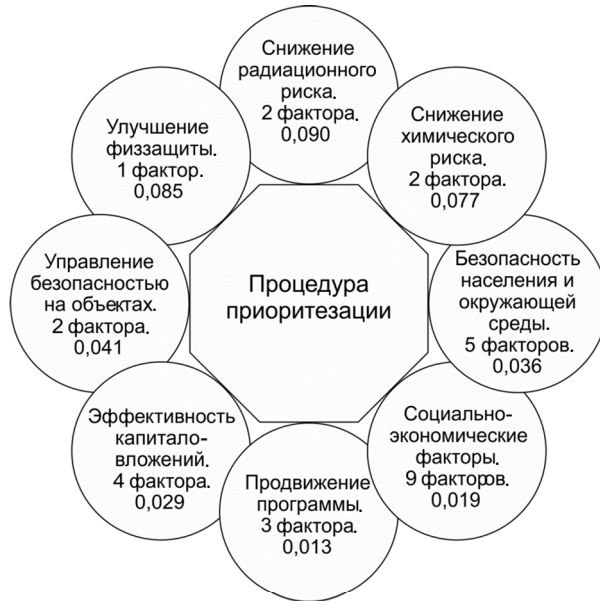 Снижение
радиационного
риска.
2 фактора.
0,090
Снижение
химического
риска.
2 фактора.
0,077
Безопасность
населения и
окружающей
среды.
5 факторов.
0,036
Социально-
экономические
факторы.
9 факторов.
0,019
Продвижение
программы.
3 фактора.
0,013
Эффективность
капитало-
вложений.
4 фактора.
0,029
Управление
безопасностью
на объектах.
2 фактора.
0,041
Улучшение
физзащиты.
1 фактор.
0,085
Процедура
приоритезации